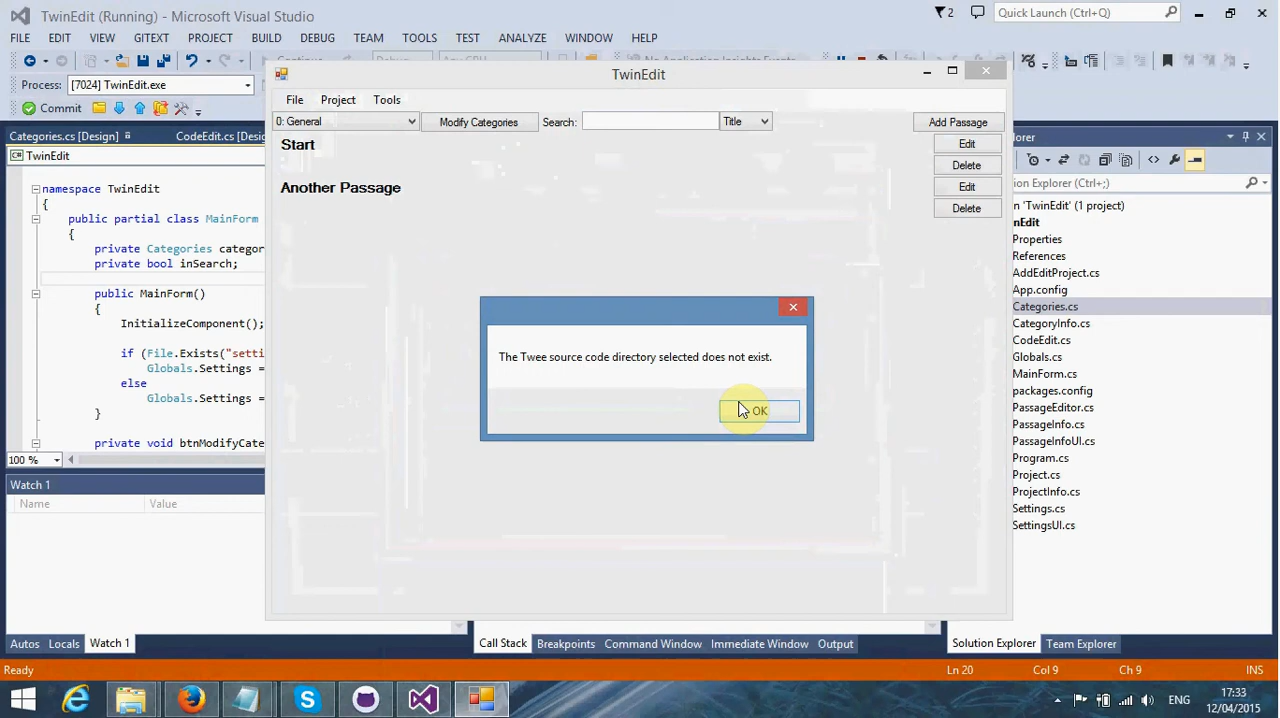 TwinEdit (Running) - Microsoft Visual Studio
2
Quick Launch (Ctrl+Q)
FILE EDIT VIEW GITEXT PROJECT BUILD DEBUG TEAM TOOLS TEST ANALYZE WINDOW HELP
Process: [7024] TwinEdit.exe
Commit
Categories.cs [Design] CodeEdit.cs [Desi
TwinEdit
namespace TwinEdit
{
public partial class MainForm
{
private Categories categor
private bool inSearch;
public MainForm()
{
InitializeComponent();
if (File.Exists("setti
Globals.Settings =
else
Globals.Settings =
}
private void btnModifyCate
100 %
Watch 1
Name Value
TwinEdit
File Project Tools
0: General Modify Categories Search: Title Add Passage
Start
Edit
Delete
Another Passage
Edit
Delete
The Twee source code directory selected does not exist.
OK
lorer
ion Explorer (Ctrl+;)
n 'TwinEdit' (1 project)
nEdit
Properties
References
AddEditProject.cs
App.config
Categories.cs
CategoryInfo.cs
CodeEdit.cs
Globals.cs
MainForm.cs
packages.config
PassageEditor.cs
PassageInfo.cs
PassageInfoUI.cs
Program.cs
Project.cs
ProjectInfo.cs
Settings.cs
SettingsUI.cs
Autos Locals Watch 1 Call Stack Breakpoints Command Window Immediate Window Output Solution Explorer Team Explorer
Ready Ln 20 Col 9 Ch 9 INS
ENG
17:33
12/04/2015